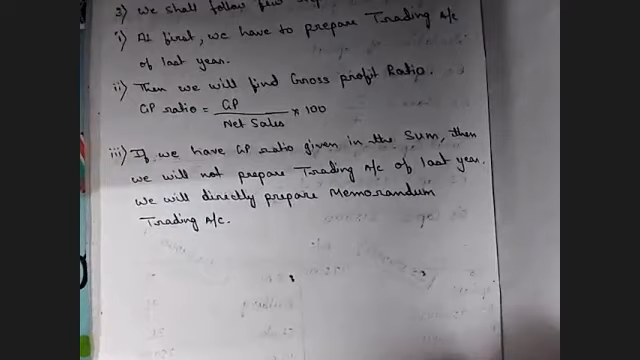 3) We shall follow few
i) At first, we have to prepare Trading A/c
of last year.
ii) Then we will find Gross profit Ratio.
GP ratio = GP
Net Sales × 100
iii) If we have GP ratio given in the sum, then
we will not prepare Trading A/c of last year.
We will directly prepare Memorandum
Trading A/c.